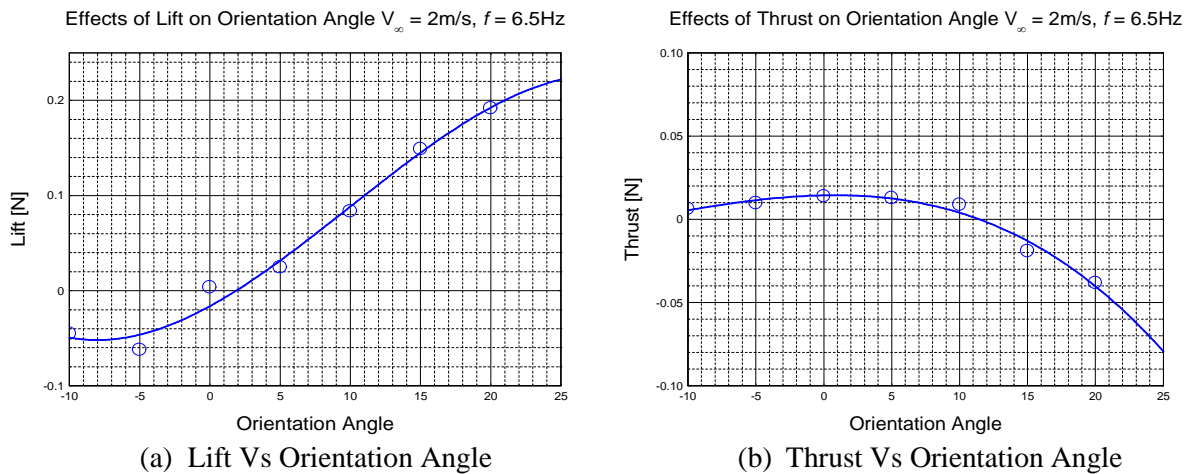 Effects of Lift on Orientation Angle V∞ = 2m/s, f = 6.5Hz
0.2
0.1
0
-0.1
Lift [N]
-10 -5 0 5 10 15 20 25
Orientation Angle
(a) Lift Vs Orientation Angle
Effects of Thrust on Orientation Angle V∞ = 2m/s, f = 6.5Hz
0.10
0.05
0
-0.05
-0.10
Thrust [N]
-10 -5 0 5 10 15 20 25
Orientation Angle
(b) Thrust Vs Orientation Angle